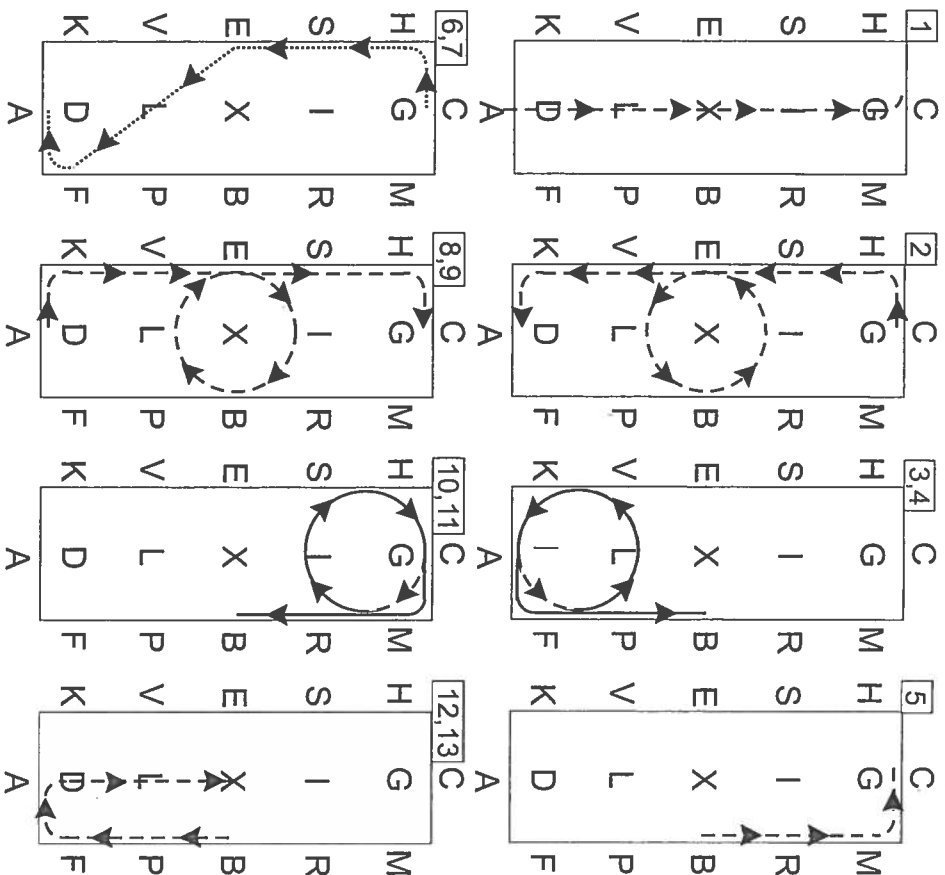 1
C
H G M
S I R
E X B
V L P
K D F
A
2
C
H G M
S I R
E X B
V L P
K D F
A
3,4
C
H G M
S I R
E X B
V L P
K I F
A
5
C
H G M
S I R
E X B
V L P
K D F
A
6,7
C
H G M
S I R
E X B
V L P
K D F
A
8,9
C
H G M
S I R
E X B
V L P
K D F
A
10,11
C
H G M
S I R
E X B
V L P
K D F
A
12,13
C
H G M
S I R
E X B
V L P
K D F
A